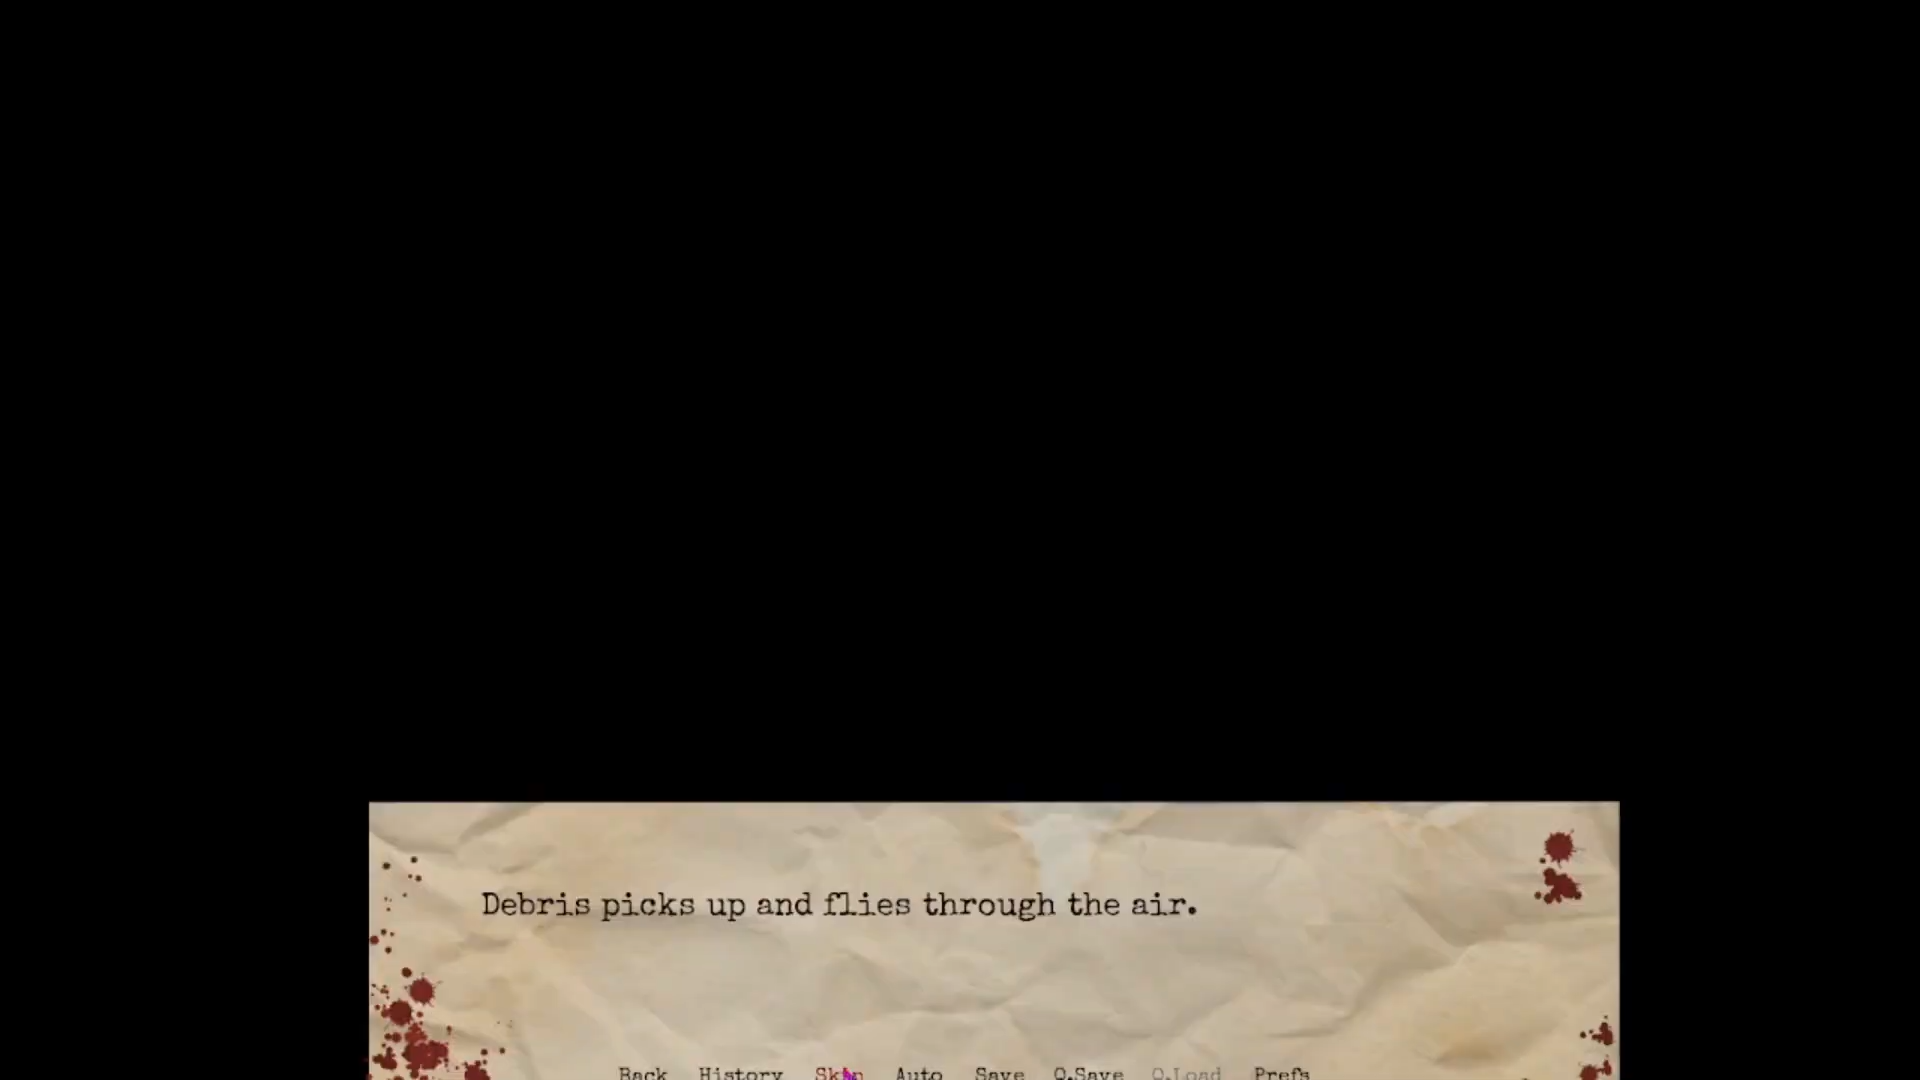 Debris picks up and flies through the air.
Back History Skip Auto Save Q.Save Q.Load Prefs